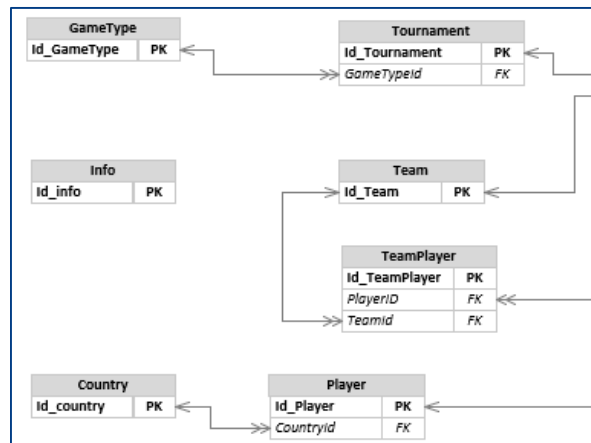 GameType
Id_GameType PK
Tournament
Id_Tournament PK
GameTypeId FK
Info
Id_info PK
Team
Id_Team PK
TeamPlayer
Id_TeamPlayer PK
PlayerID FK
TeamId FK
Country
Id_country PK
Player
Id_Player PK
CountryId FK